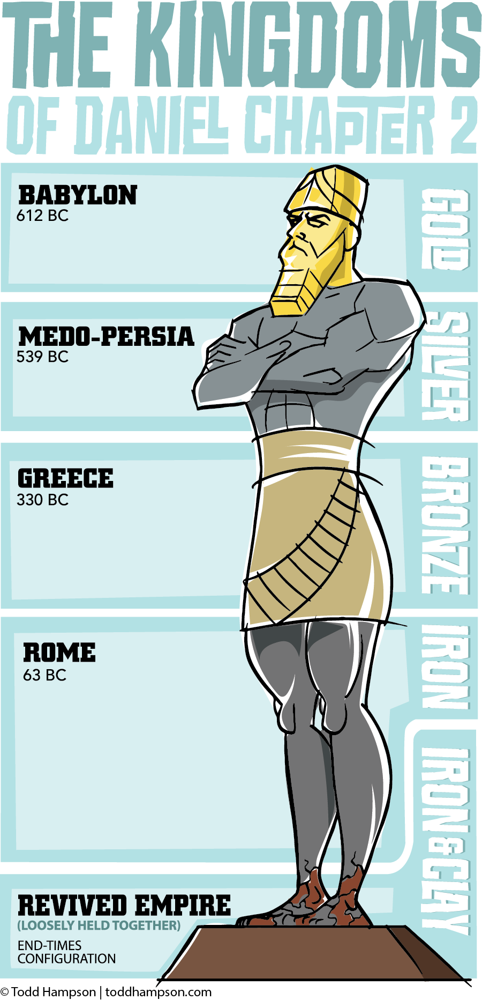 THE KINGDOMS
OF DANIEL CHAPTER 2
BABYLON
612 BC
GOLD
MEDO-PERSIA
539 BC
SILVER
GREECE
330 BC
BRONZE
ROME
63 BC
IRON
IRON & CLAY
REVIVED EMPIRE
(LOOSELY HELD TOGETHER)
END-TIMES
CONFIGURATION
© Todd Hampson | toddhampson.com